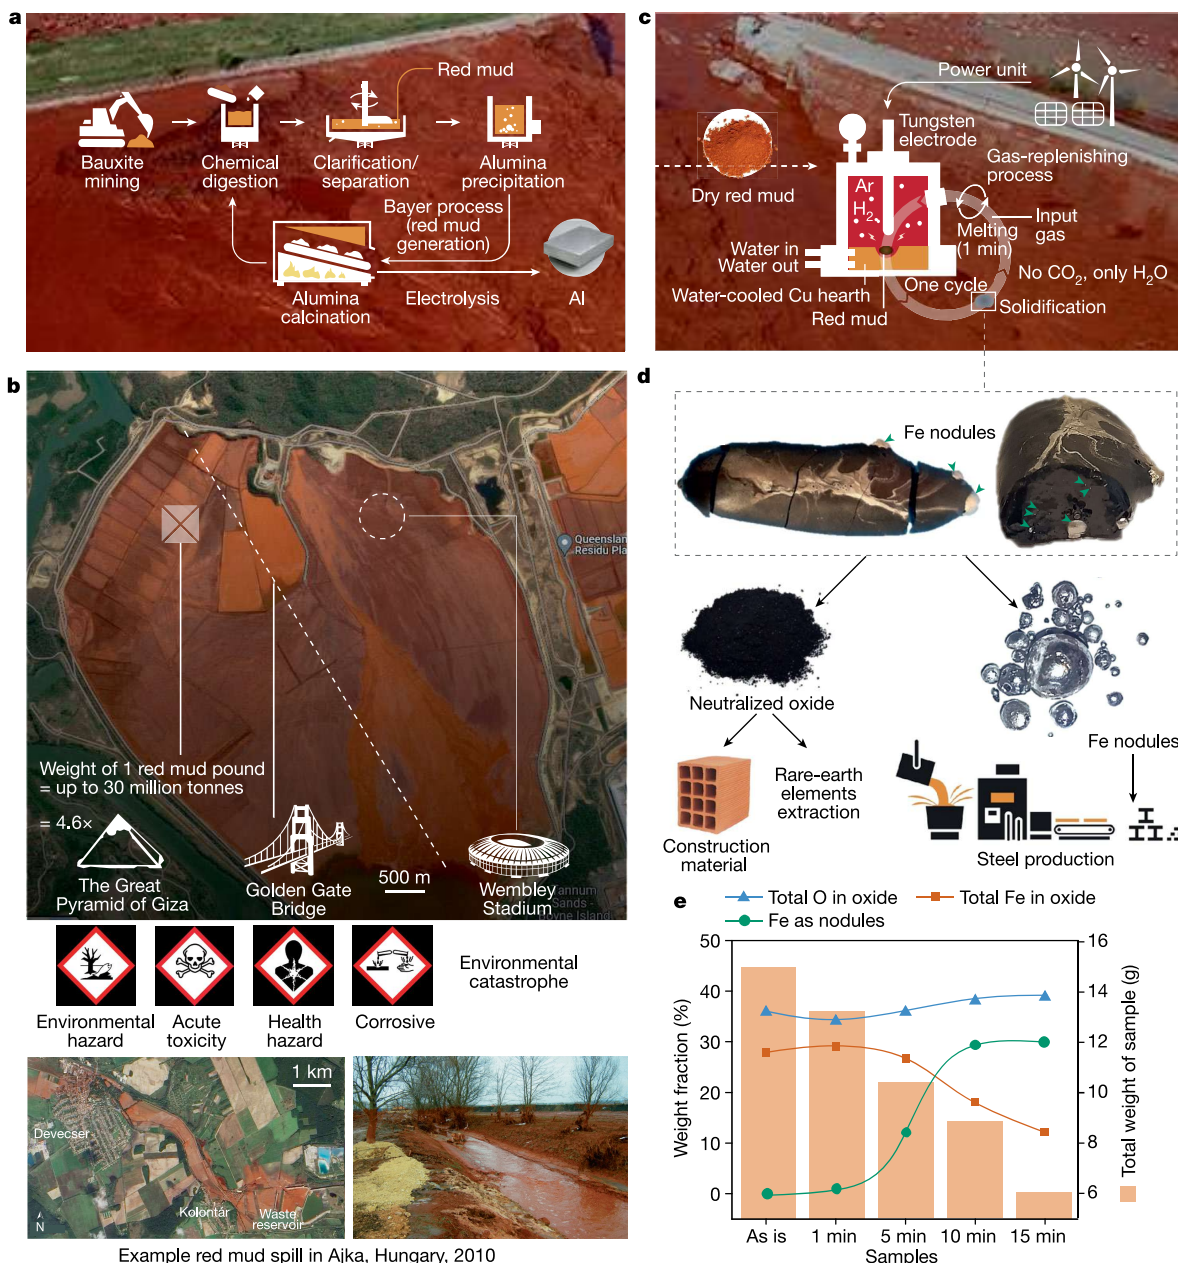 a
Red mud
Bauxite
mining
Chemical
digestion
Clarification/
separation
Alumina
precipitation
Bayer process
(red mud
generation)
Alumina
calcination
Electrolysis
Al
b
Queensland
Residu Pla
Weight of 1 red mud pound
= up to 30 million tonnes
= 4.6×
The Great
Pyramid of Giza
Golden Gate
Bridge
500 m
Wembley
Stadium
Sands -
Environmental
catastrophe
Environmental
hazard
Acute
toxicity
Health
hazard
Corrosive
Devecser
Kolontár
Waste
reservoir
N
1 km
Example red mud spill in Ajka, Hungary, 2010
c
Power unit
Tungsten
electrode
Dry red mud
Ar
H2
Gas-replenishing
process
Melting
(1 min)
Input
gas
Water in
Water out
No CO2, only H2O
One cycle
Water-cooled Cu hearth
Red mud
Solidification
d
Fe nodules
Neutralized oxide
Fe nodules
Construction
material
Rare-earth
elements
extraction
Steel production
e
Total O in oxide
Total Fe in oxide
Fe as nodules
Weight fraction (%)
50
40
30
20
10
0
16
14
12
10
8
6
Total weight of sample (g)
As is
1 min
5 min
10 min
15 min
Samples